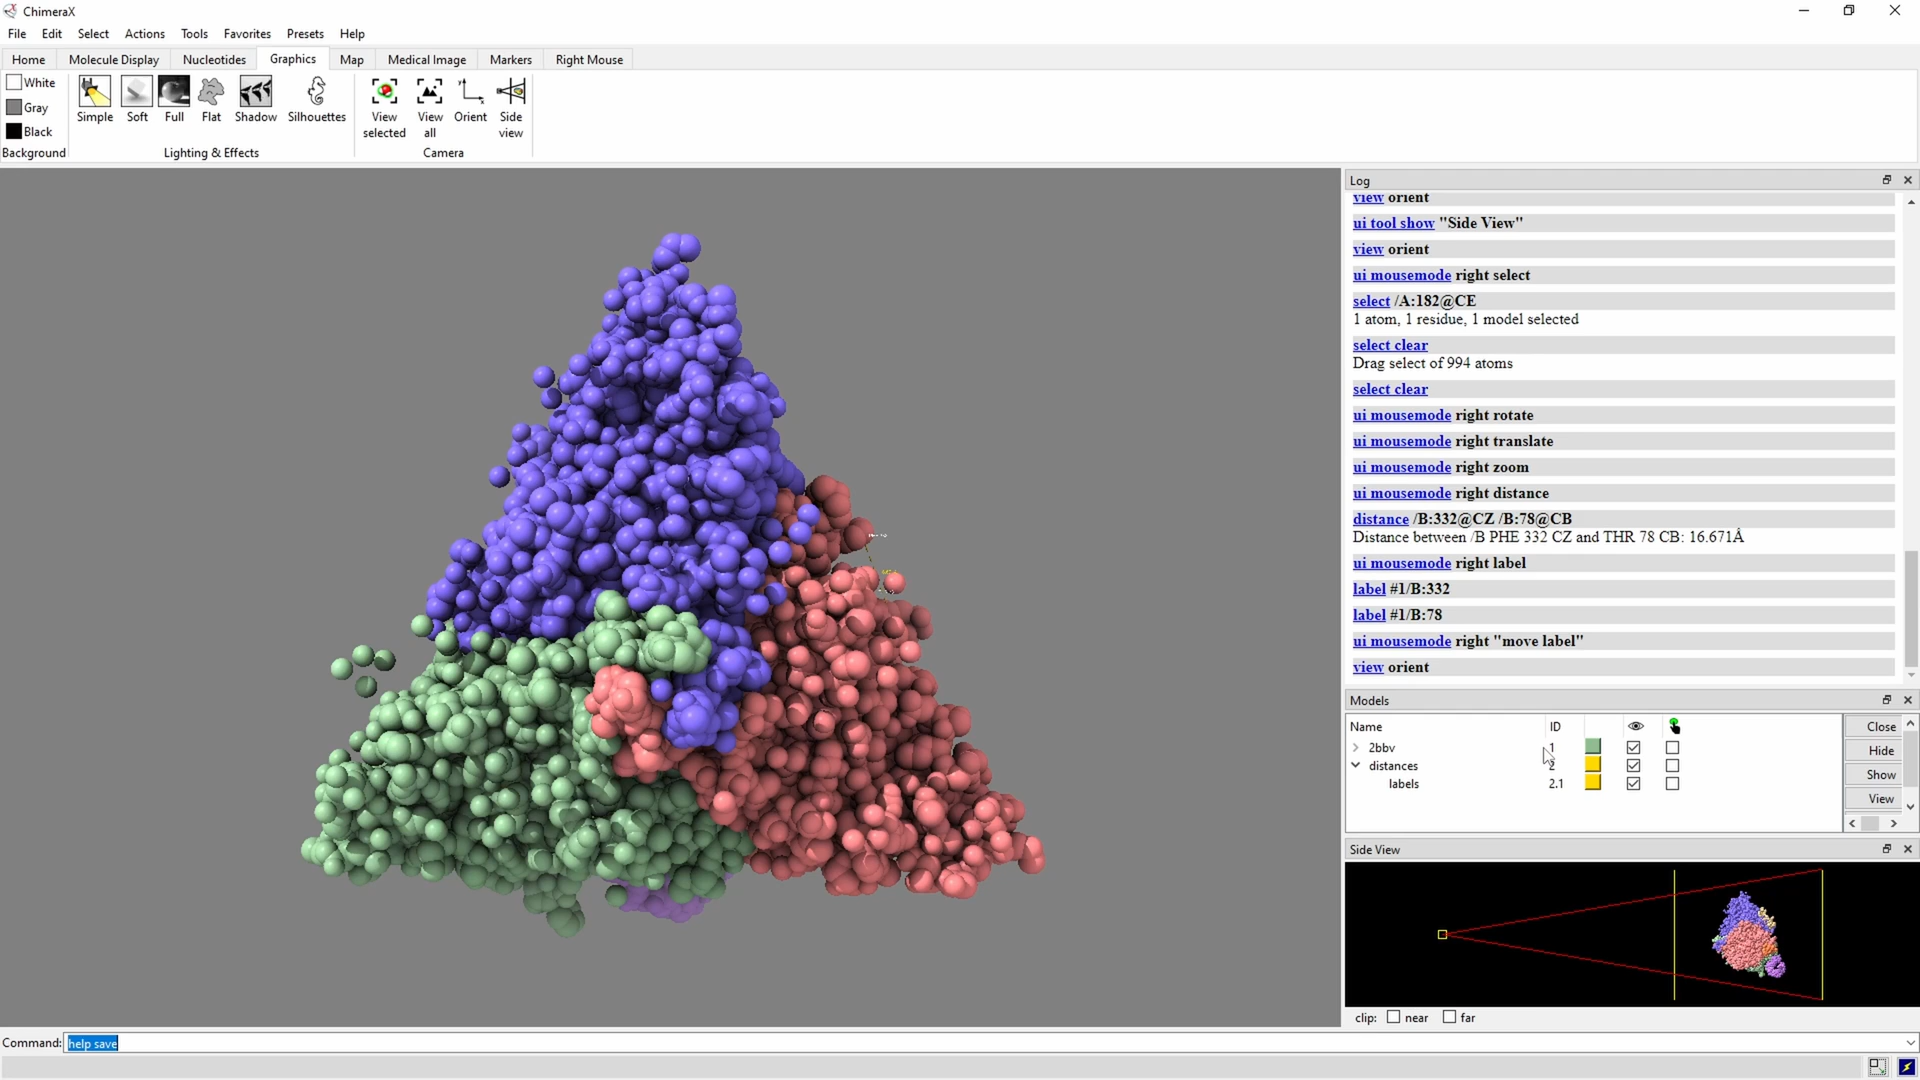 ChimeraX
File Edit Select Actions Tools Favorites Presets Help
Home Molecule Display Nucleotides Graphics Map Medical Image Markers Right Mouse
White
Gray
Black
Background
Simple Soft Full Flat Shadow Silhouettes
Lighting & Effects
View selected View all Orient Side view
Camera
Log
view orient
ui tool show "Side View"
view orient
ui mousemode right select
select /A:182@CE
1 atom, 1 residue, 1 model selected
select clear
Drag select of 994 atoms
select clear
ui mousemode right rotate
ui mousemode right translate
ui mousemode right zoom
ui mousemode right distance
distance /B:332@CZ /B:78@CB
Distance between /B PHE 332 CZ and THR 78 CB: 16.671Å
ui mousemode right label
label #1/B:332
label #1/B:78
ui mousemode right "move label"
view orient
Models
Name ID
2bbv 1
distances 2
labels 2.1
Close
Hide
Show
View
Side View
clip: near far
Command: help save